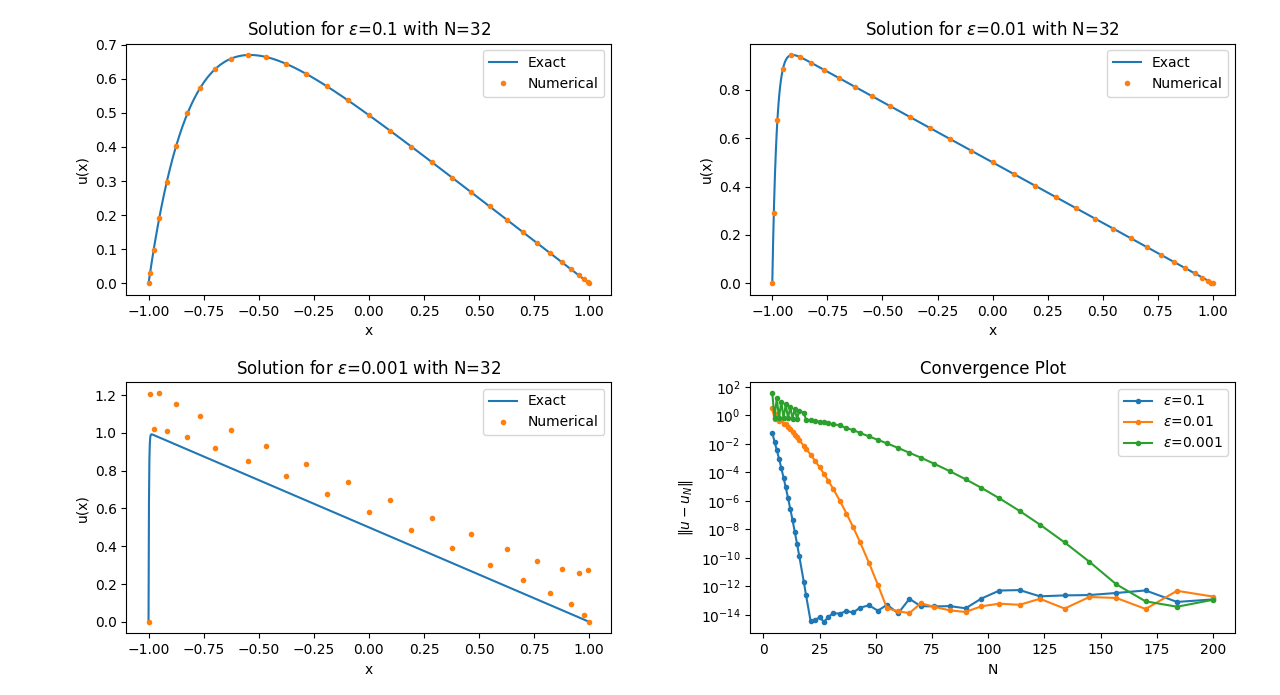 Solution for ε=0.1 with N=32
u(x)
0.7
0.6
0.5
0.4
0.3
0.2
0.1
0.0
Exact
Numerical
−1.00 −0.75 −0.50 −0.25 0.00 0.25 0.50 0.75 1.00
x
Solution for ε=0.01 with N=32
u(x)
0.8
0.6
0.4
0.2
0.0
Exact
Numerical
−1.00 −0.75 −0.50 −0.25 0.00 0.25 0.50 0.75 1.00
x
Solution for ε=0.001 with N=32
u(x)
1.2
1.0
0.8
0.6
0.4
0.2
0.0
Exact
Numerical
−1.00 −0.75 −0.50 −0.25 0.00 0.25 0.50 0.75 1.00
x
Convergence Plot
‖u − u_N‖
10^2
10^0
10^−2
10^−4
10^−6
10^−8
10^−10
10^−12
10^−14
ε=0.1
ε=0.01
ε=0.001
0 25 50 75 100 125 150 175 200
N